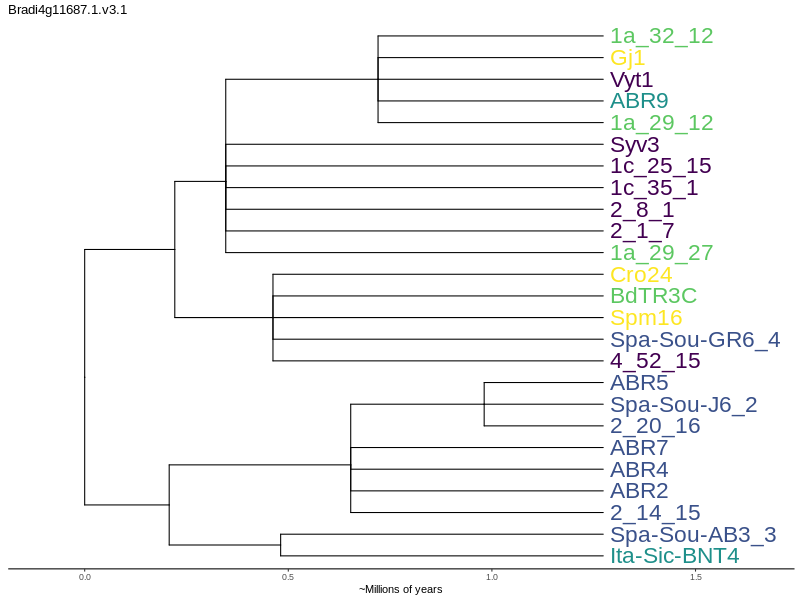 Bradi4g11687.1.v3.1
1a_32_12
Gj1
Vyt1
ABR9
1a_29_12
Syv3
1c_25_15
1c_35_1
2_8_1
2_1_7
1a_29_27
Cro24
BdTR3C
Spm16
Spa-Sou-GR6_4
4_52_15
ABR5
Spa-Sou-J6_2
2_20_16
ABR7
ABR4
ABR2
2_14_15
Spa-Sou-AB3_3
Ita-Sic-BNT4
0.0 0.5 1.0 1.5
~Millions of years